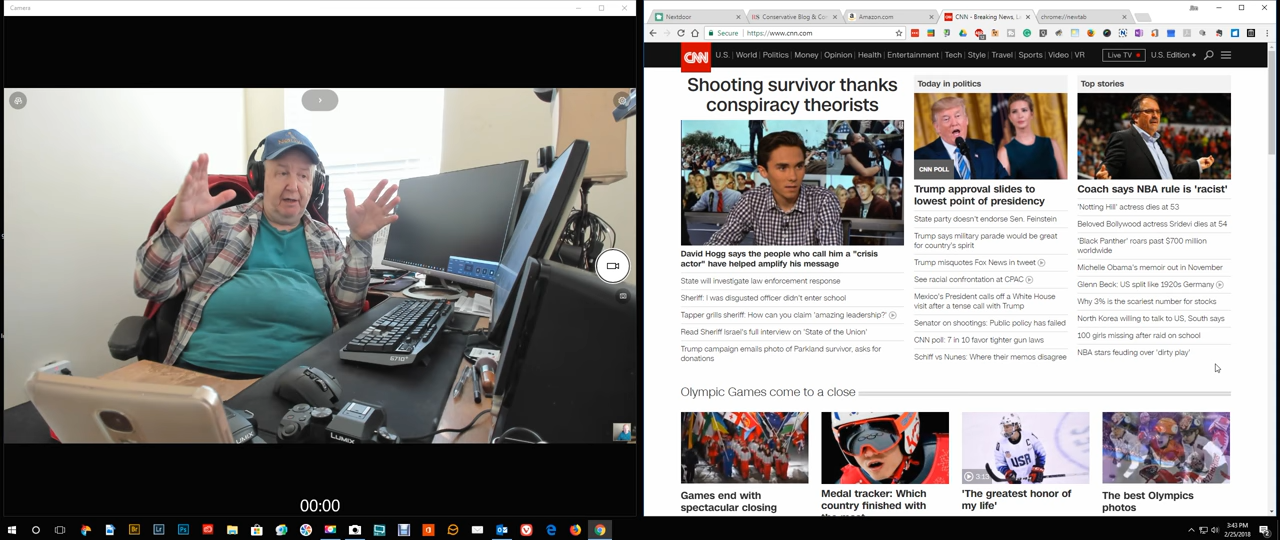 Camera
00:00
G710+
LUMIX
LUMIX
Nextdoor
Conservative Blog & Co
Amazon.com
CNN - Breaking News, L
chrome://newtab
Secure | https://www.cnn.com
CNN
U.S. | World | Politics | Money | Opinion | Health | Entertainment | Tech | Style | Travel | Sports | Video | VR
Live TV
U.S. Edition +
Shooting survivor thanks
conspiracy theorists
David Hogg says the people who call him a "crisis
actor" have helped amplify his message
State will investigate law enforcement response
Sheriff: I was disgusted officer didn't enter school
Tapper grills sheriff: How can you claim 'amazing leadership?'
Read Sheriff Israel's full interview on 'State of the Union'
Trump campaign emails photo of Parkland survivor, asks for
donations
Today in politics
CNN POLL
Trump approval slides to
lowest point of presidency
State party doesn't endorse Sen. Feinstein
Trump says military parade would be great
for country's spirit
Trump misquotes Fox News in tweet
See racial confrontation at CPAC
Mexico's President calls off a White House
visit after a tense call with Trump
Senator on shootings: Public policy has failed
CNN poll: 7 in 10 favor tighter gun laws
Schiff vs Nunes: Where their memos disagree
Top stories
Coach says NBA rule is 'racist'
'Notting Hill' actress dies at 53
Beloved Bollywood actress Sridevi dies at 54
'Black Panther' roars past $700 million
worldwide
Michelle Obama's memoir out in November
Glenn Beck: US split like 1920s Germany
Why 3% is the scariest number for stocks
North Korea willing to talk to US, South says
100 girls missing after raid on school
NBA stars feuding over 'dirty play'
Olympic Games come to a close
Games end with
spectacular closing
Medal tracker: Which
country finished with
USA
3:13
'The greatest honor of
my life'
The best Olympics
photos
Br
Lr
Ps
3:43 PM
2/25/2018